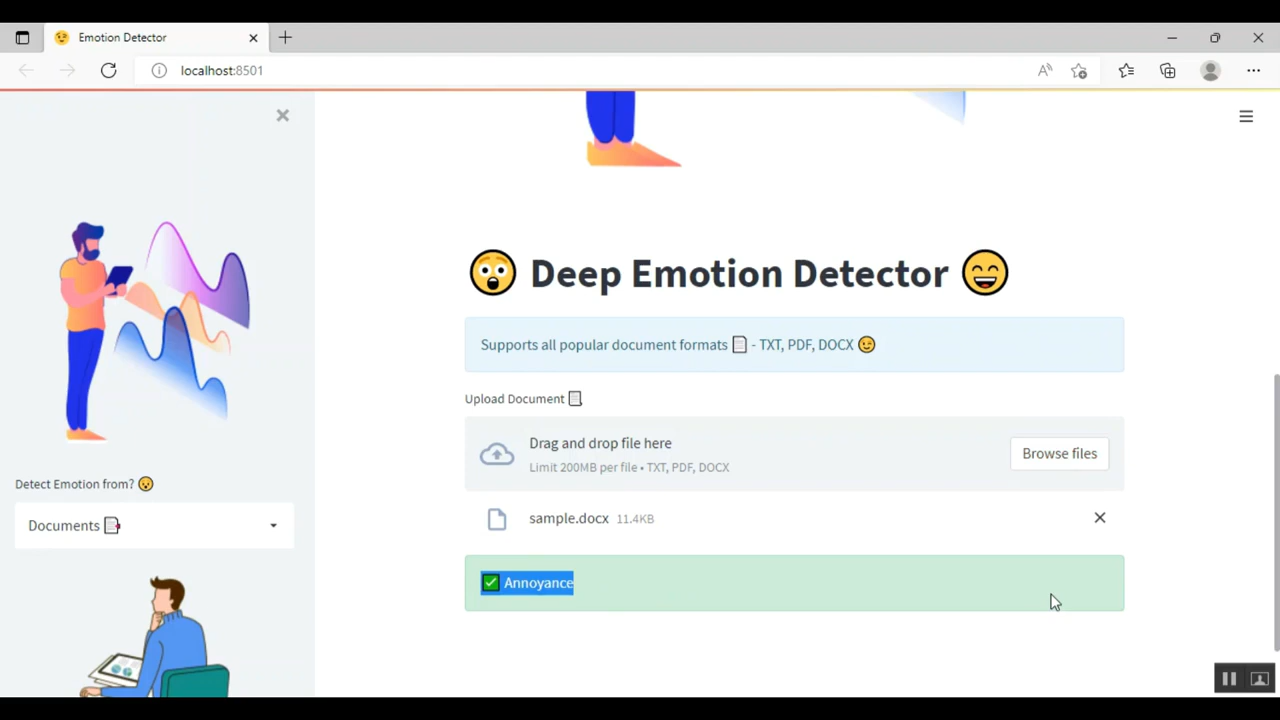 Emotion Detector
localhost:8501
😲 Deep Emotion Detector 😄
Supports all popular document formats 📄 - TXT, PDF, DOCX 😉
Upload Document 📃
Drag and drop file here
Limit 200MB per file • TXT, PDF, DOCX
Browse files
sample.docx 11.4KB
✅ Annoyance
Detect Emotion from? 😮
Documents 📑